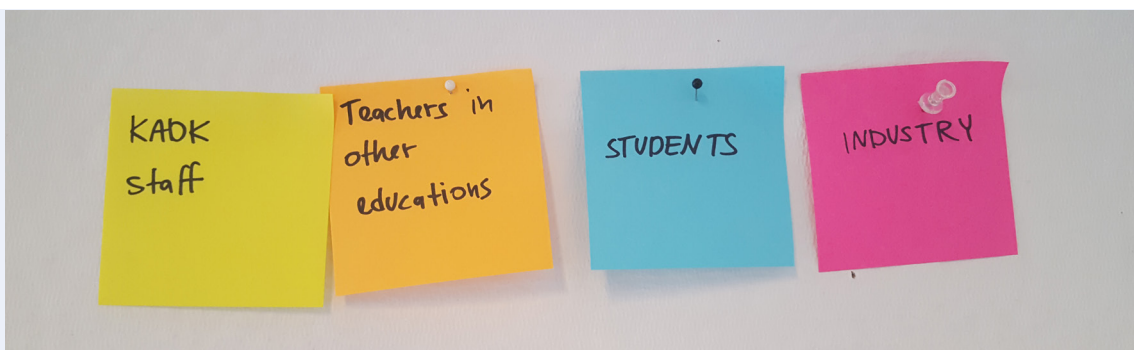 KADK
staff
Teachers in
other
educations
STUDENTS
INDUSTRY